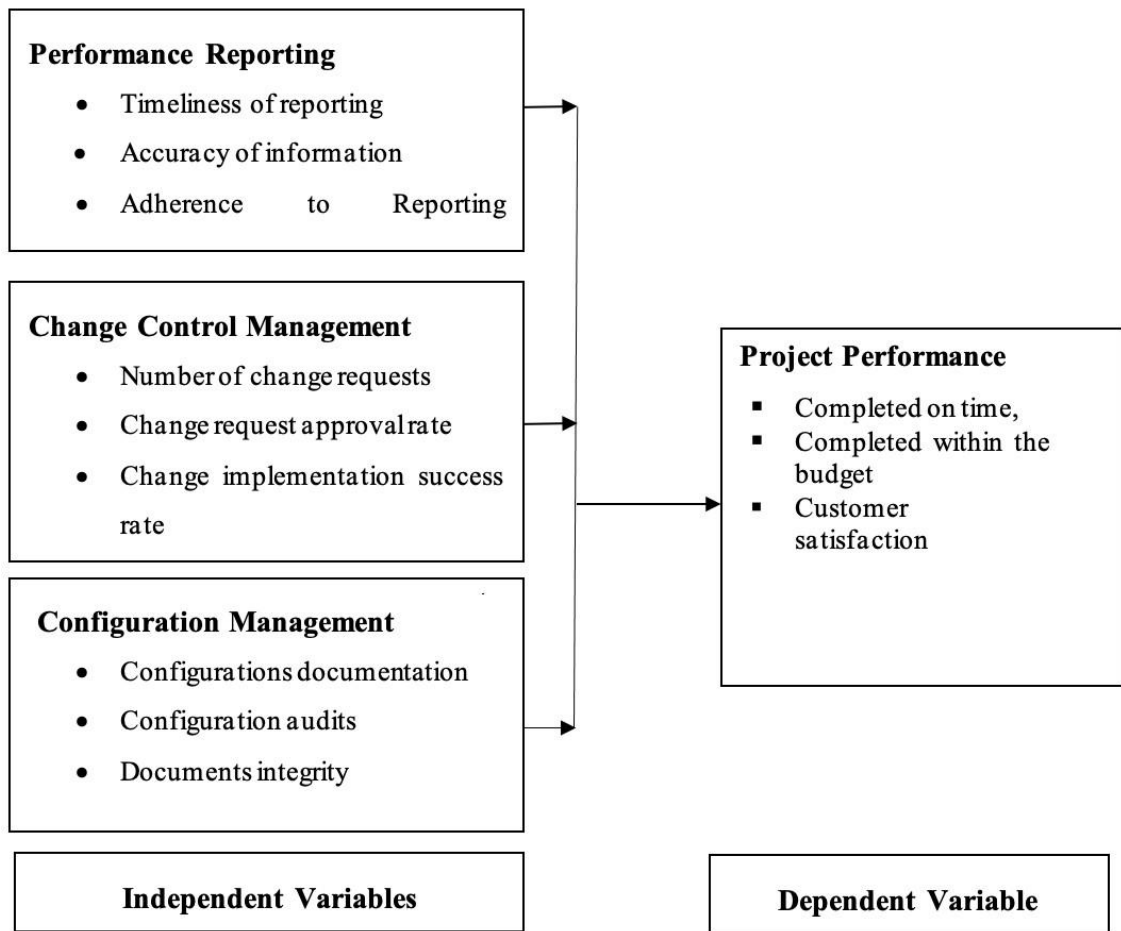 Performance Reporting
• Timeliness of reporting
• Accuracy of information
• Adherence to Reporting
Change Control Management
• Number of change requests
• Change request approval rate
• Change implementation success
rate
Configuration Management
• Configurations documentation
• Configuration audits
• Documents integrity
Independent Variables
Project Performance
▪ Completed on time,
▪ Completed within the
budget
▪ Customer
satisfaction
Dependent Variable